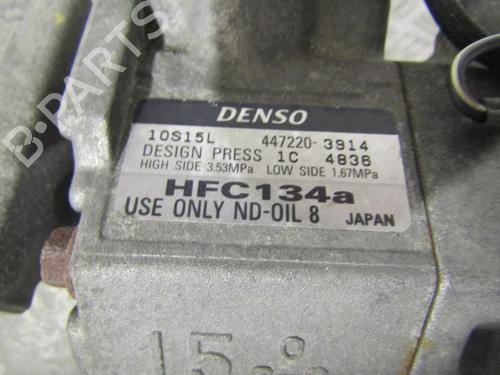 B-PARTS
DENSO
10S15L 447220-3914
DESIGN PRESS 1C 4836
HIGH SIDE 3.53MPa LOW SIDE 1.67MPa
HFC134a
USE ONLY ND-OIL 8 JAPAN
15